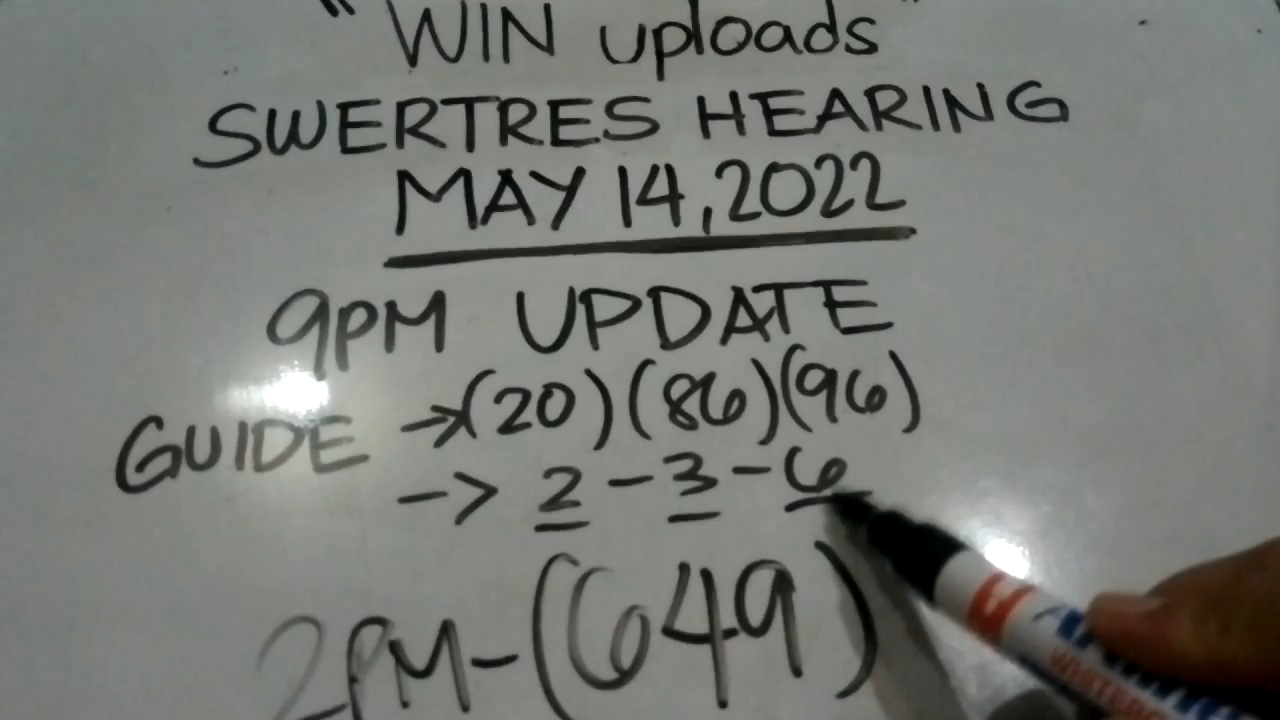 "WIN uploads"
SWERTRES HEARING
MAY 14,2022
9PM UPDATE
GUIDE →(20)(86)(96)
→ 2-3-6
2PM-(649)